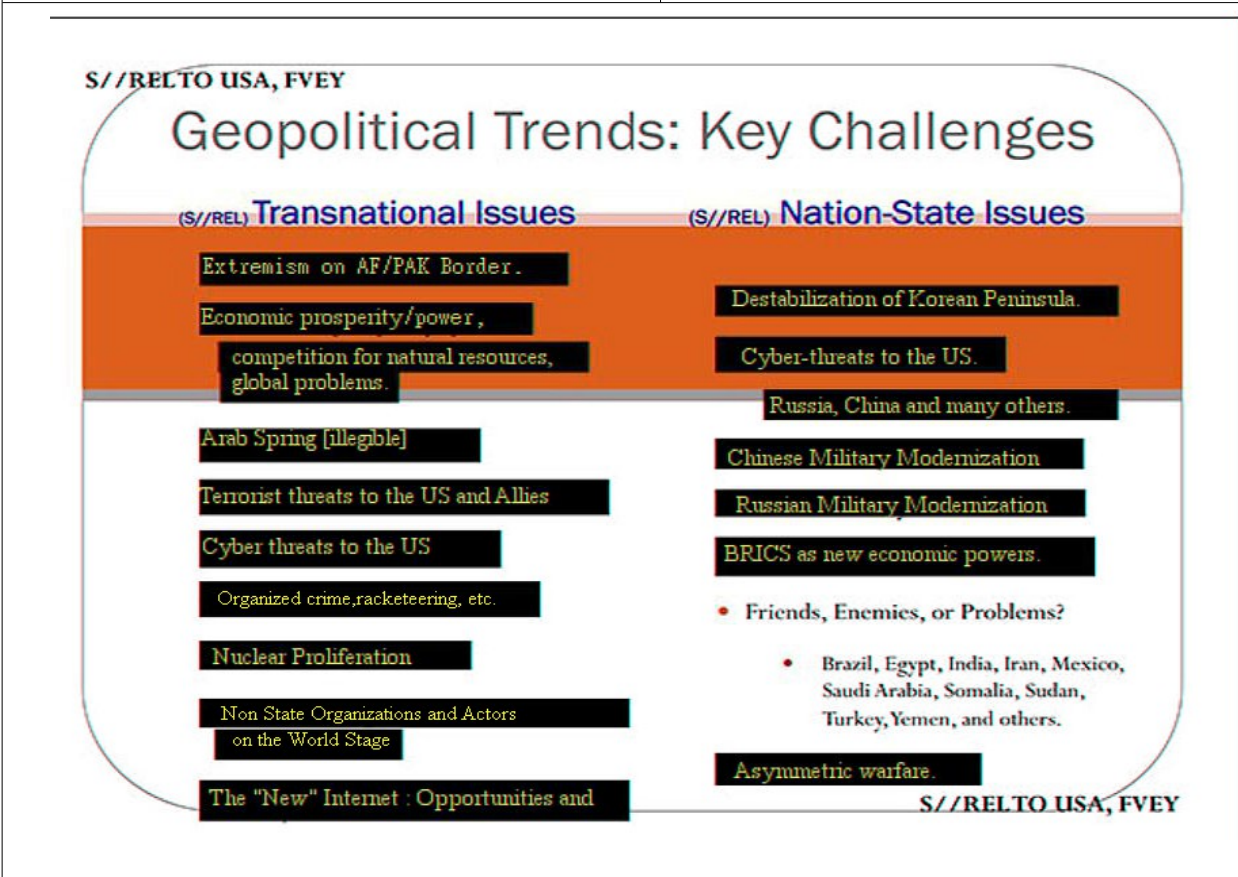 S//REL TO USA, FVEY
Geopolitical Trends: Key Challenges
(S//REL) Transnational Issues
Extremism on AF/PAK Border.
Economic prosperity/power,
competition for natural resources,
global problems.
Arab Spring [illegible]
Terrorist threats to the US and Allies
Cyber threats to the US
Organized crime,racketeering, etc.
Nuclear Proliferation
Non State Organizations and Actors
on the World Stage
The "New" Internet : Opportunities and
(S//REL) Nation-State Issues
Destabilization of Korean Peninsula.
Cyber-threats to the US.
Russia, China and many others.
Chinese Military Modernization
Russian Military Modernization
BRICS as new economic powers.
• Friends, Enemies, or Problems?
• Brazil, Egypt, India, Iran, Mexico,
Saudi Arabia, Somalia, Sudan,
Turkey, Yemen, and others.
Asymmetric warfare.
S//REL TO USA, FVEY